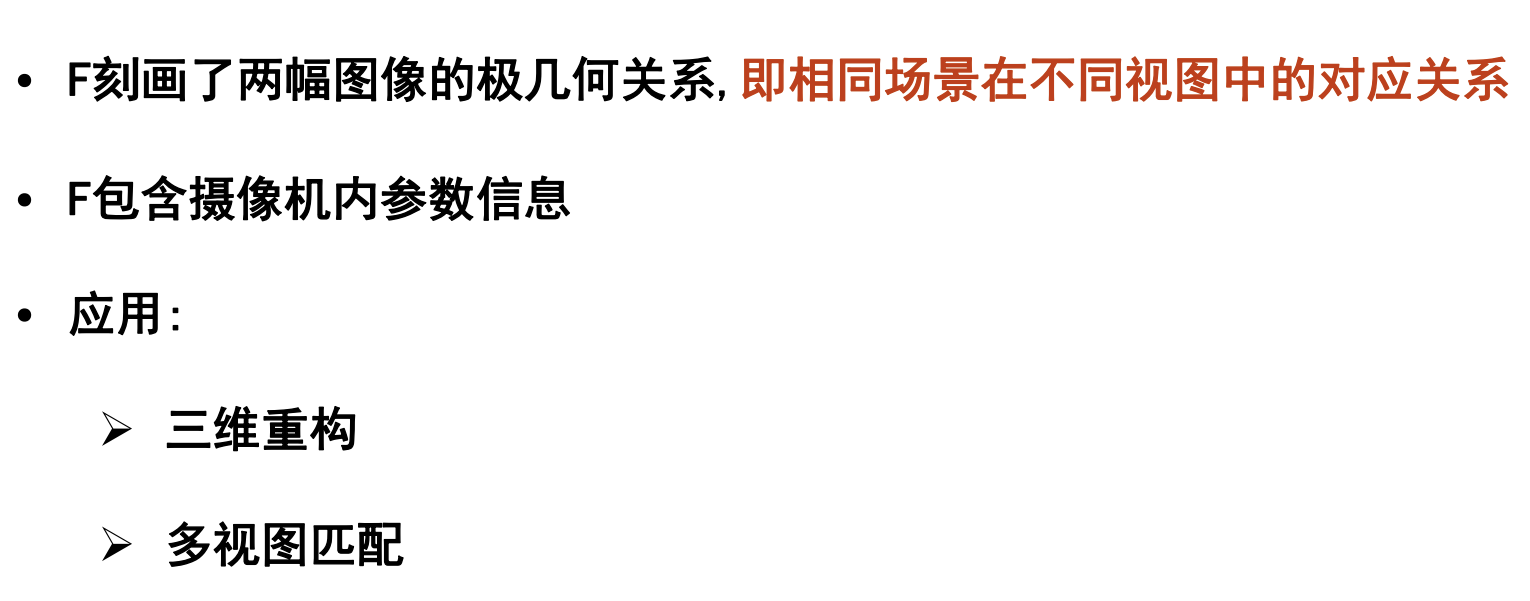 • F刻画了两幅图像的极几何关系,即相同场景在不同视图中的对应关系
• F包含摄像机内参数信息
• 应用:
➢ 三维重构
➢ 多视图匹配